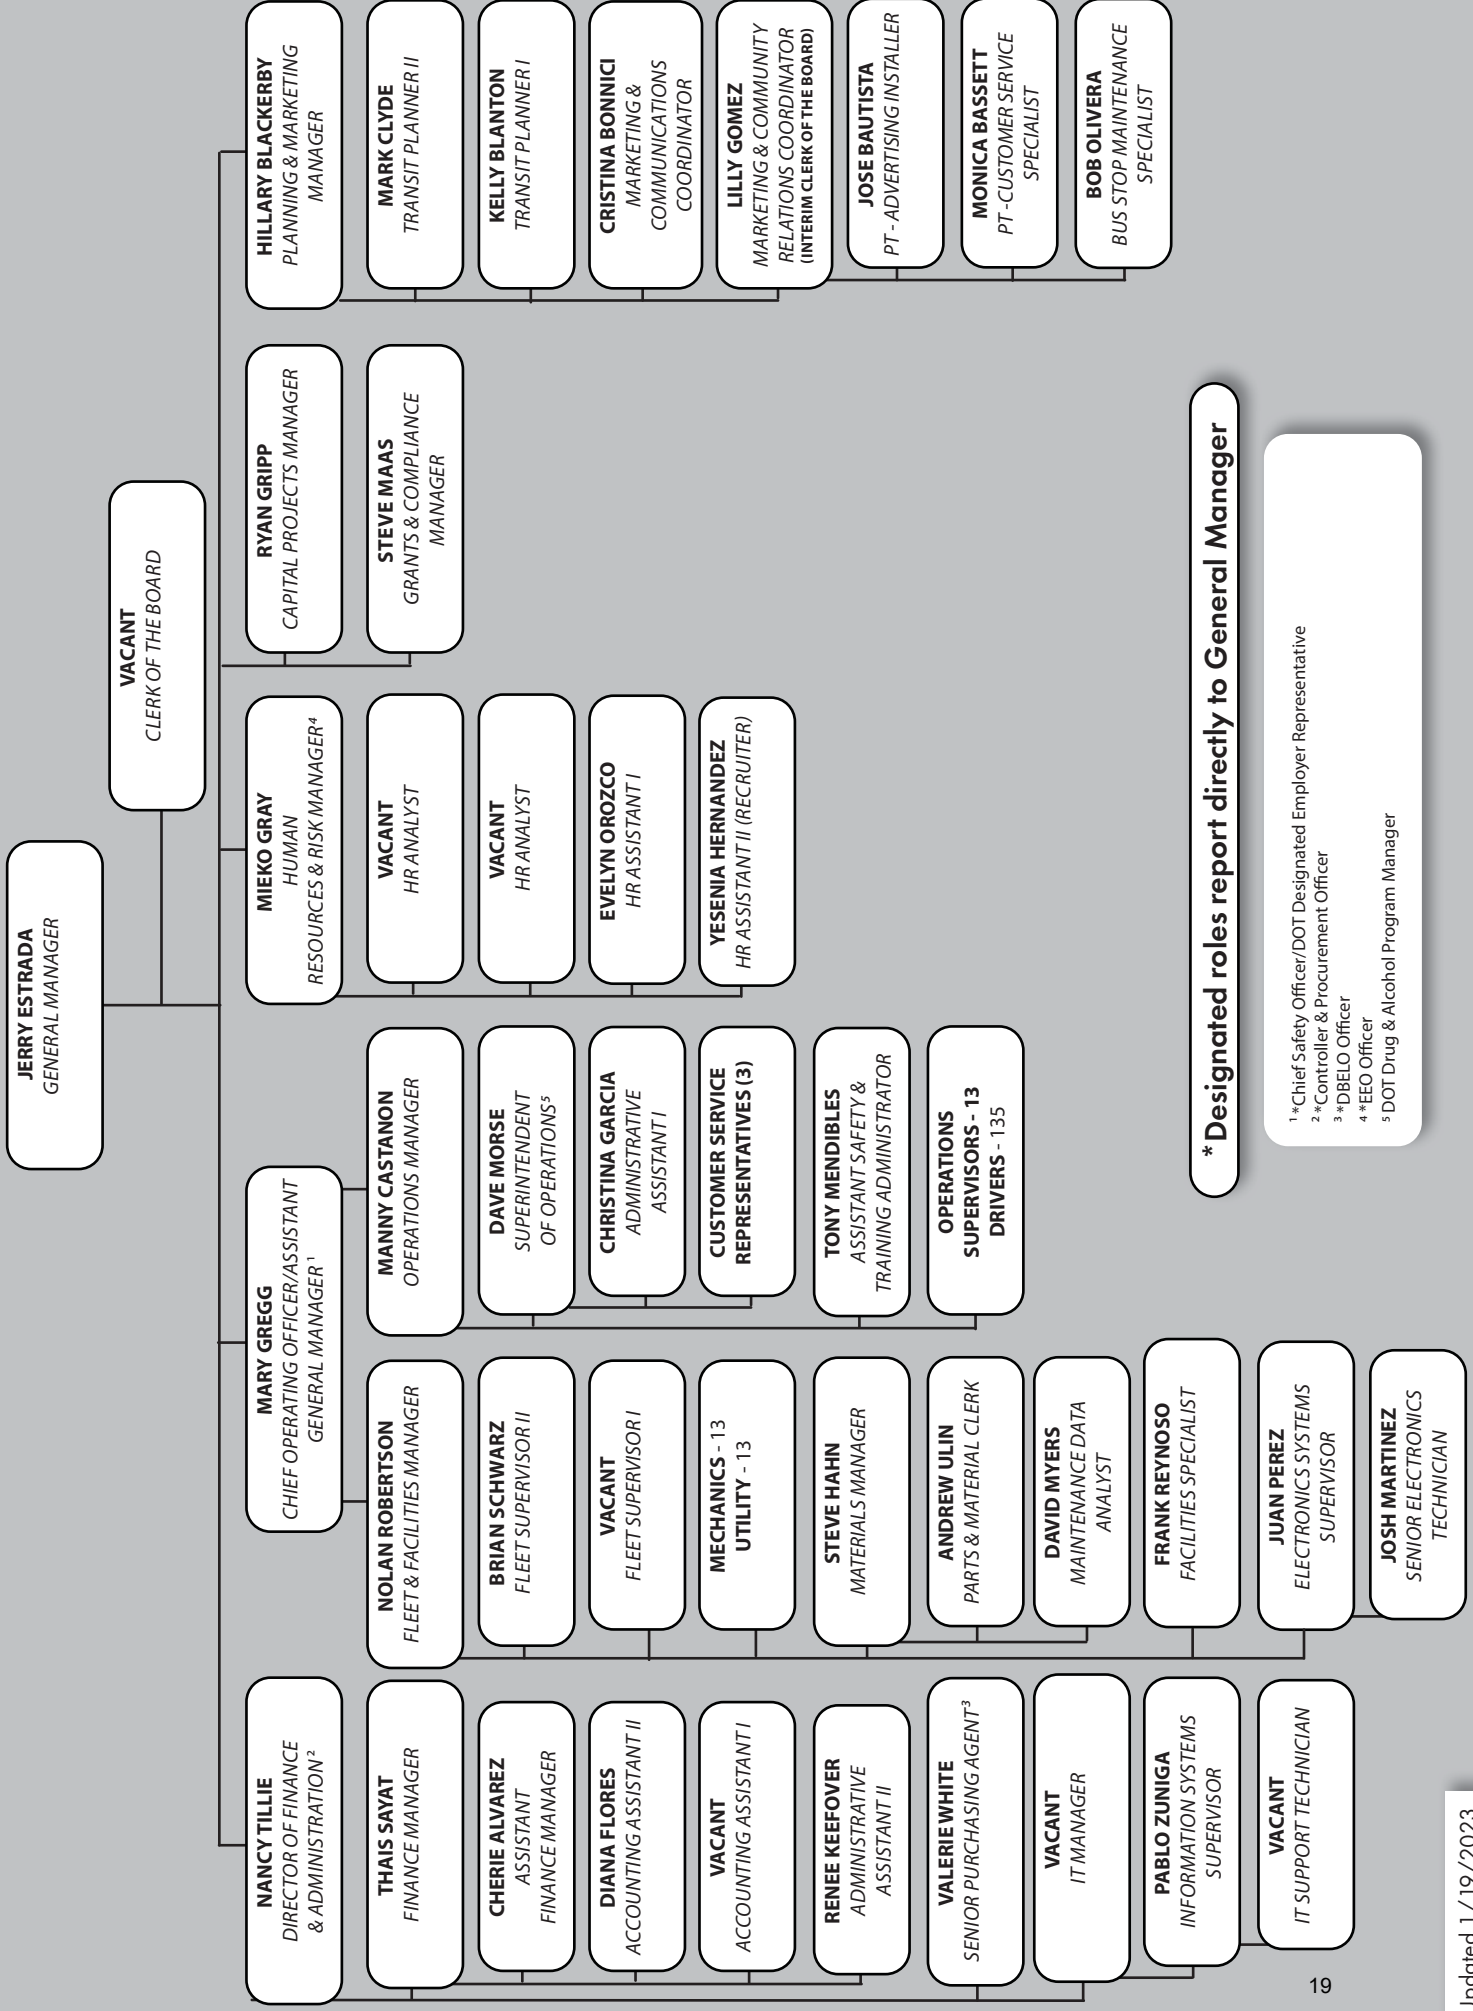 JERRY ESTRADA
GENERAL MANAGER
VACANT
CLERK OF THE BOARD
NANCY TILLIE
DIRECTOR OF FINANCE
& ADMINISTRATION²
THAIS SAYAT
FINANCE MANAGER
CHERIE ALVAREZ
ASSISTANT
FINANCE MANAGER
DIANA FLORES
ACCOUNTING ASSISTANT II
VACANT
ACCOUNTING ASSISTANT I
RENEE KEEFOVER
ADMINISTRATIVE
ASSISTANT II
VALERIE WHITE
SENIOR PURCHASING AGENT³
VACANT
IT MANAGER
PABLO ZUNIGA
INFORMATION SYSTEMS
SUPERVISOR
VACANT
IT SUPPORT TECHNICIAN
MARY GREGG
CHIEF OPERATING OFFICER/ASSISTANT
GENERAL MANAGER ¹
NOLAN ROBERTSON
FLEET & FACILITIES MANAGER
BRIAN SCHWARZ
FLEET SUPERVISOR II
VACANT
FLEET SUPERVISOR I
MECHANICS - 13
UTILITY - 13
STEVE HAHN
MATERIALS MANAGER
ANDREW ULIN
PARTS & MATERIAL CLERK
DAVID MYERS
MAINTENANCE DATA
ANALYST
FRANK REYNOSO
FACILITIES SPECIALIST
JUAN PEREZ
ELECTRONICS SYSTEMS
SUPERVISOR
JOSH MARTINEZ
SENIOR ELECTRONICS
TECHNICIAN
MANNY CASTANON
OPERATIONS MANAGER
DAVE MORSE
SUPERINTENDENT
OF OPERATIONS⁵
CHRISTINA GARCIA
ADMINISTRATIVE
ASSISTANT I
CUSTOMER SERVICE
REPRESENTATIVES (3)
TONY MENDIBLES
ASSISTANT SAFETY &
TRAINING ADMINISTRATOR
OPERATIONS
SUPERVISORS - 13
DRIVERS - 135
MIEKO GRAY
HUMAN
RESOURCES & RISK MANAGER⁴
VACANT
HR ANALYST
VACANT
HR ANALYST
EVELYN OROZCO
HR ASSISTANT I
YESENIA HERNANDEZ
HR ASSISTANT II (RECRUITER)
RYAN GRIPP
CAPITAL PROJECTS MANAGER
STEVE MAAS
GRANTS & COMPLIANCE
MANAGER
HILLARY BLACKERBY
PLANNING & MARKETING
MANAGER
MARK CLYDE
TRANSIT PLANNER II
KELLY BLANTON
TRANSIT PLANNER I
CRISTINA BONNICI
MARKETING &
COMMUNICATIONS
COORDINATOR
LILLY GOMEZ
MARKETING & COMMUNITY
RELATIONS COORDINATOR
(INTERIM CLERK OF THE BOARD)
JOSE BAUTISTA
PT - ADVERTISING INSTALLER
MONICA BASSETT
PT -CUSTOMER SERVICE
SPECIALIST
BOB OLIVERA
BUS STOP MAINTENANCE
SPECIALIST
*Designated roles report directly to General Manager
¹ *Chief Safety Officer/DOT Designated Employer Representative
² *Controller & Procurement Officer
³ *DBELO Officer
⁴ *EEO Officer
⁵ DOT Drug & Alcohol Program Manager
Updated 1/19/2023
19